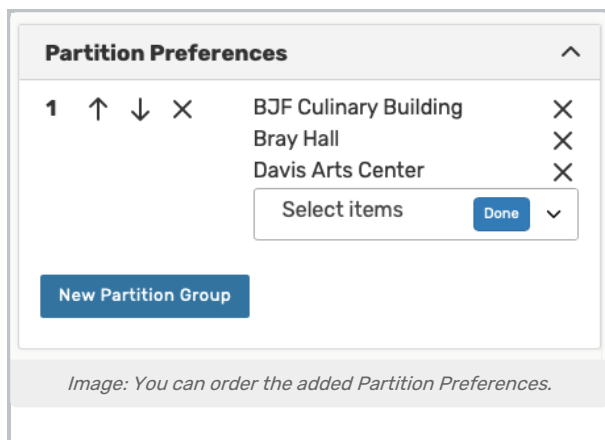 Partition Preferences
1 BJF Culinary Building
Bray Hall
Davis Arts Center
Select items Done
New Partition Group
Image: You can order the added Partition Preferences.